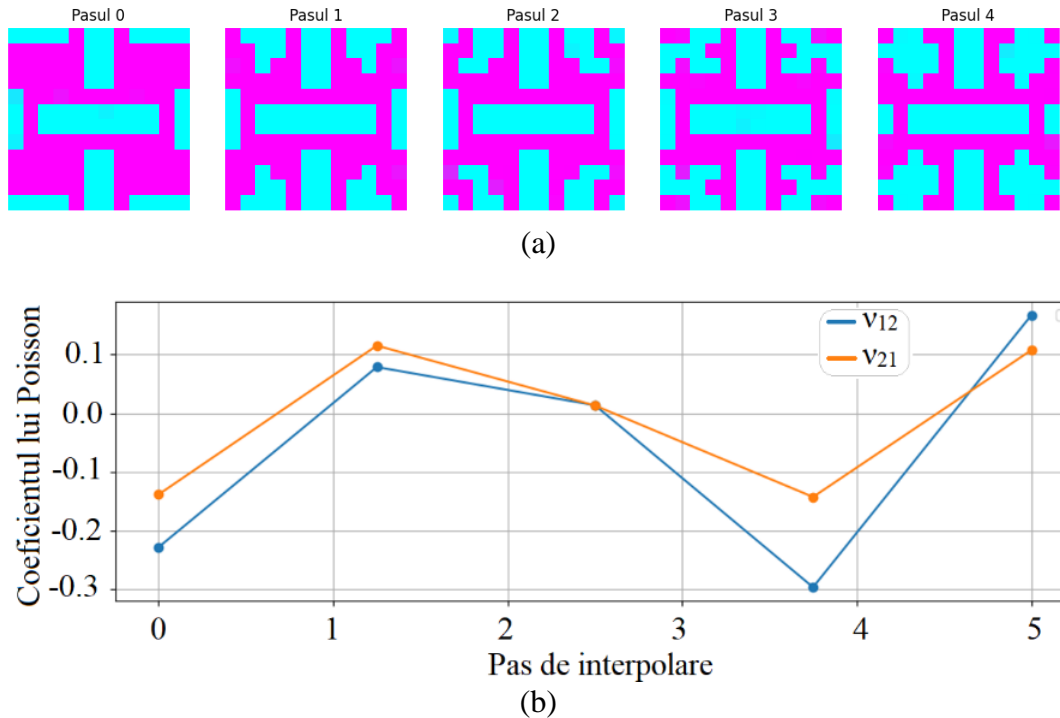 Pasul 0 Pasul 1 Pasul 2 Pasul 3 Pasul 4
(a)
Coeficientul lui Poisson
0.1
0.0
-0.1
-0.2
-0.3
ν12
ν21
0 1 2 3 4 5
Pas de interpolare
(b)